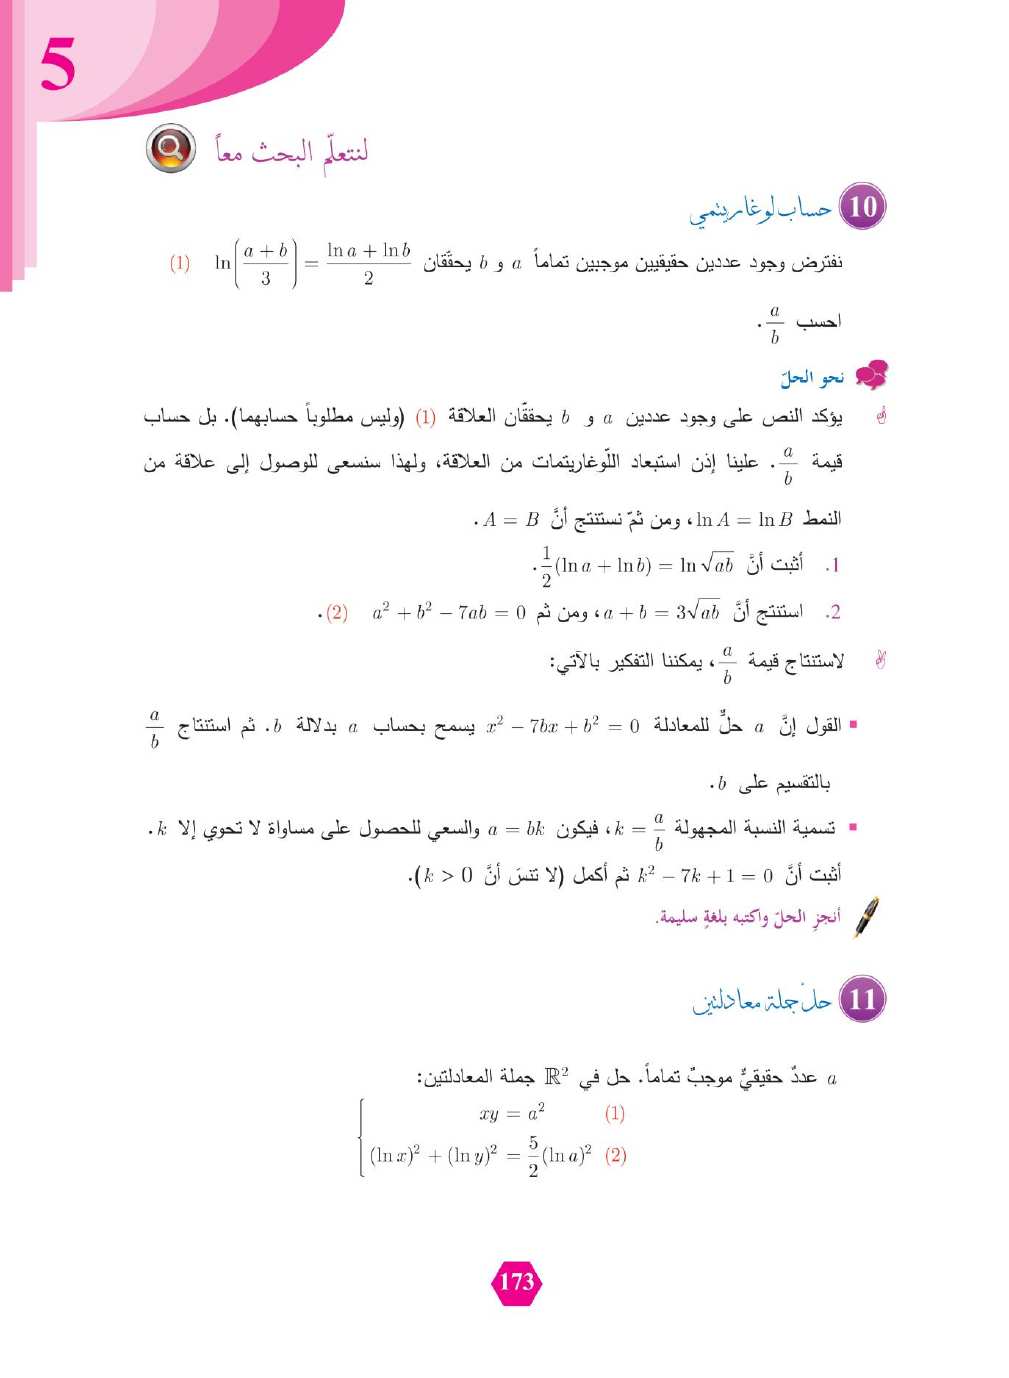 5
لنتعلّم البحث معاً
10 حساب لوغاريتمي
نفترض وجود عددين حقيقيين موجبين تماماً a و b يحقّقان ln((a + b)/3) = (ln a + ln b)/2 (1)
احسب a/b.
نحو الحلّ
يؤكد النص على وجود عددين a و b يحققّان العلاقة (1) (وليس مطلوباً حسابهما). بل حساب
قيمة a/b. علينا إذن استبعاد اللّوغاريتمات من العلاقة، ولهذا سنسعى للوصول إلى علاقة من
النمط ln A = ln B، ومن ثمّ نستنتج أنَّ A = B.
1. أثبت أنَّ 1/2(ln a + ln b) = ln √ab.
2. استنتج أنَّ a + b = 3√ab، ومن ثم a² + b² − 7ab = 0 (2).
لاستنتاج قيمة a/b، يمكننا التفكير بالآتي:
▪ القول إنَّ a حلٌّ للمعادلة x² − 7bx + b² = 0 يسمح بحساب a بدلالة b. ثم استنتاج a/b
بالتقسيم على b.
▪ تسمية النسبة المجهولة k = a/b، فيكون a = bk والسعي للحصول على مساواة لا تحوي إلا k.
أثبت أنَّ k² − 7k + 1 = 0 ثم أكمل (لا تنسَ أنَّ k > 0).
أنجزِ الحلّ واكتبه بلغةٍ سليمة.
11 حلّ جملة معادلتين
a عددٌ حقيقيٌّ موجبٌ تماماً. حل في ℝ² جملة المعادلتين:
xy = a² (1)
(ln x)² + (ln y)² = 5/2(ln a)² (2)
173